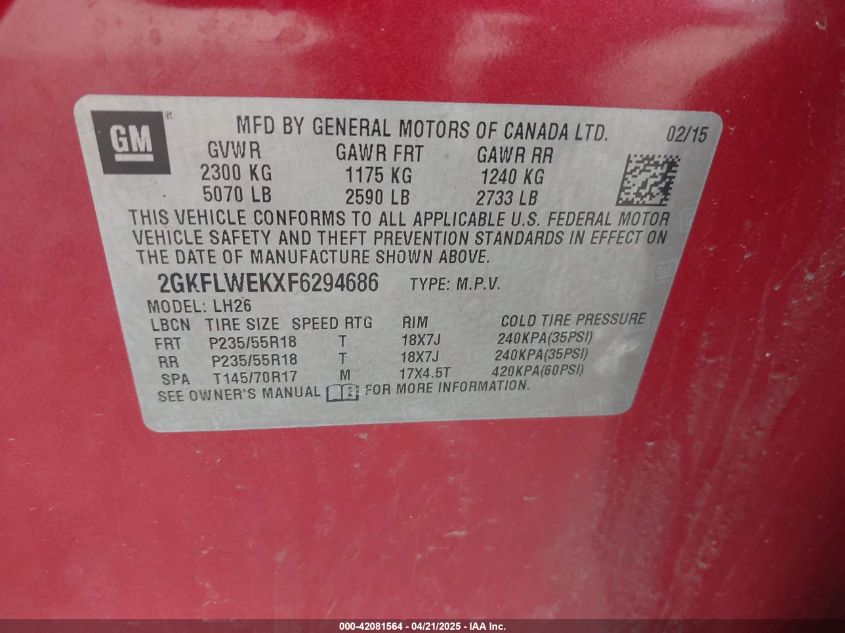 GM
®
MFD BY GENERAL MOTORS OF CANADA LTD. 02/15
GVWR GAWR FRT GAWR RR
2300 KG 1175 KG 1240 KG
5070 LB 2590 LB 2733 LB
THIS VEHICLE CONFORMS TO ALL APPLICABLE U.S. FEDERAL MOTOR
VEHICLE SAFETY AND THEFT PREVENTION STANDARDS IN EFFECT ON
THE DATE OF MANUFACTURE SHOWN ABOVE.
2GKFLWEKXF6294686 TYPE: M.P.V.
MODEL: LH26
LBCN TIRE SIZE SPEED RTG RIM COLD TIRE PRESSURE
FRT P235/55R18 T 18X7J 240KPA(35PSI)
RR P235/55R18 T 18X7J 240KPA(35PSI)
SPA T145/70R17 M 17X4.5T 420KPA(60PSI)
SEE OWNER'S MANUAL FOR MORE INFORMATION.
000-42081564 / 04/21/2025 - IAA Inc.